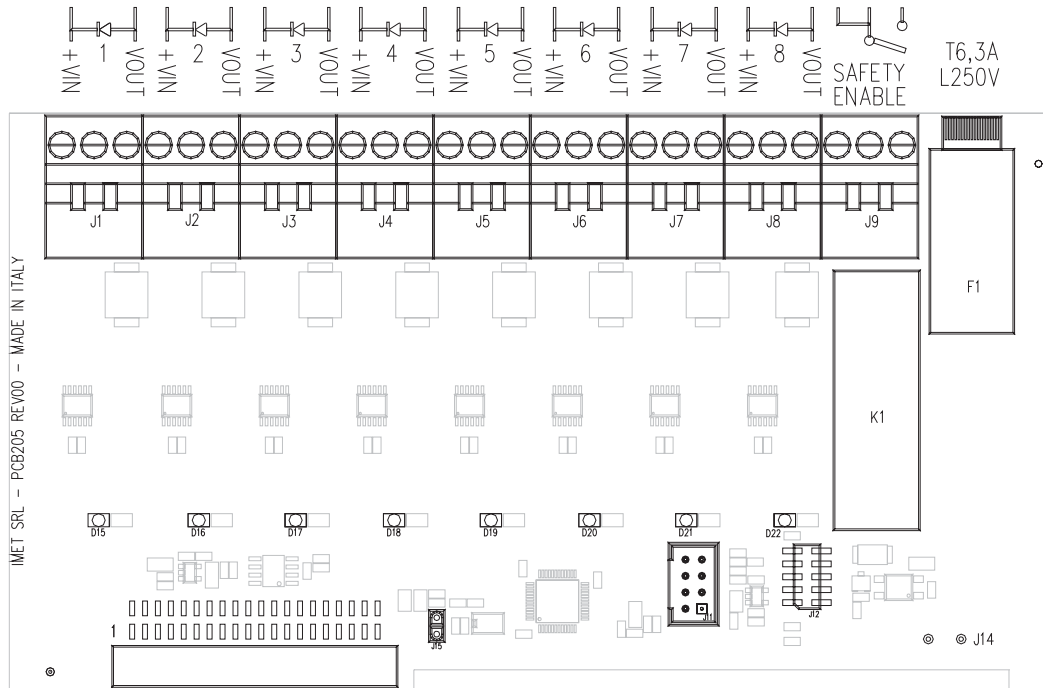 1 2 3 4 5 6 7 8
+ VIN VOUT + VIN VOUT + VIN VOUT + VIN VOUT + VIN VOUT + VIN VOUT + VIN VOUT + VIN VOUT
SAFETY
ENABLE
T6,3A
L250V
J1 J2 J3 J4 J5 J6 J7 J8 J9
F1
IMET SRL - PCB205 REV00 - MADE IN ITALY
K1
D15 D16 D17 D18 D19 D20 D21 D22
J11
J12
1
J15
J14